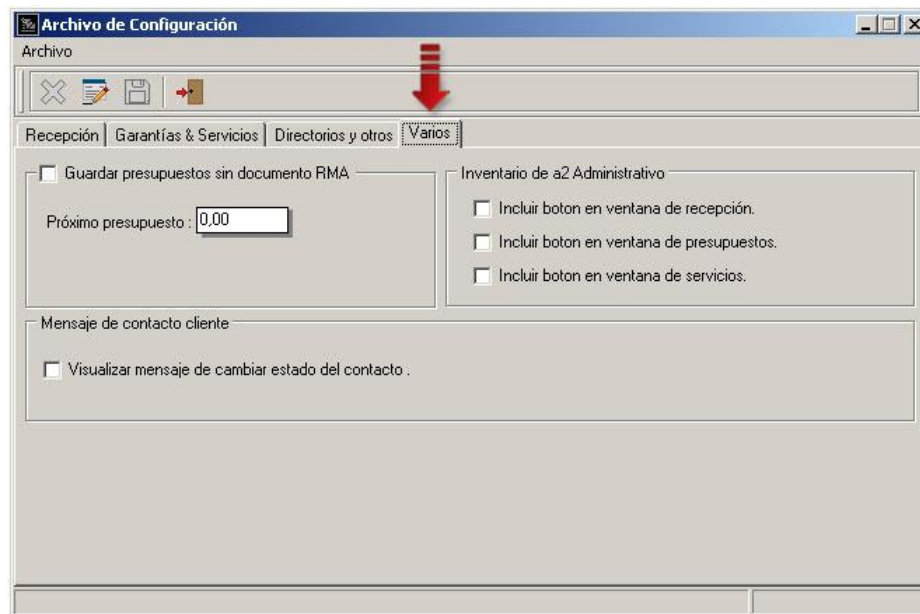 Archivo de Configuración
Archivo
Recepción Garantías & Servicios Directorios y otros Varios
Guardar presupuestos sin documento RMA
Próximo presupuesto : 0,00
Inventario de a2 Administrativo
Incluir boton en ventana de recepción.
Incluir boton en ventana de presupuestos.
Incluir boton en ventana de servicios.
Mensaje de contacto cliente
Visualizar mensaje de cambiar estado del contacto .